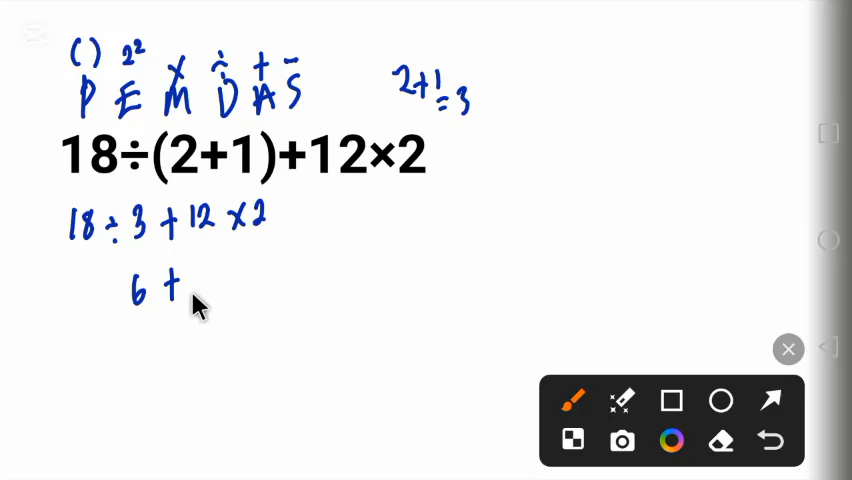 ( ) 2² × ÷ + −
P E M D A S
2+1
=3
18÷(2+1)+12×2
18÷3+12×2
6+